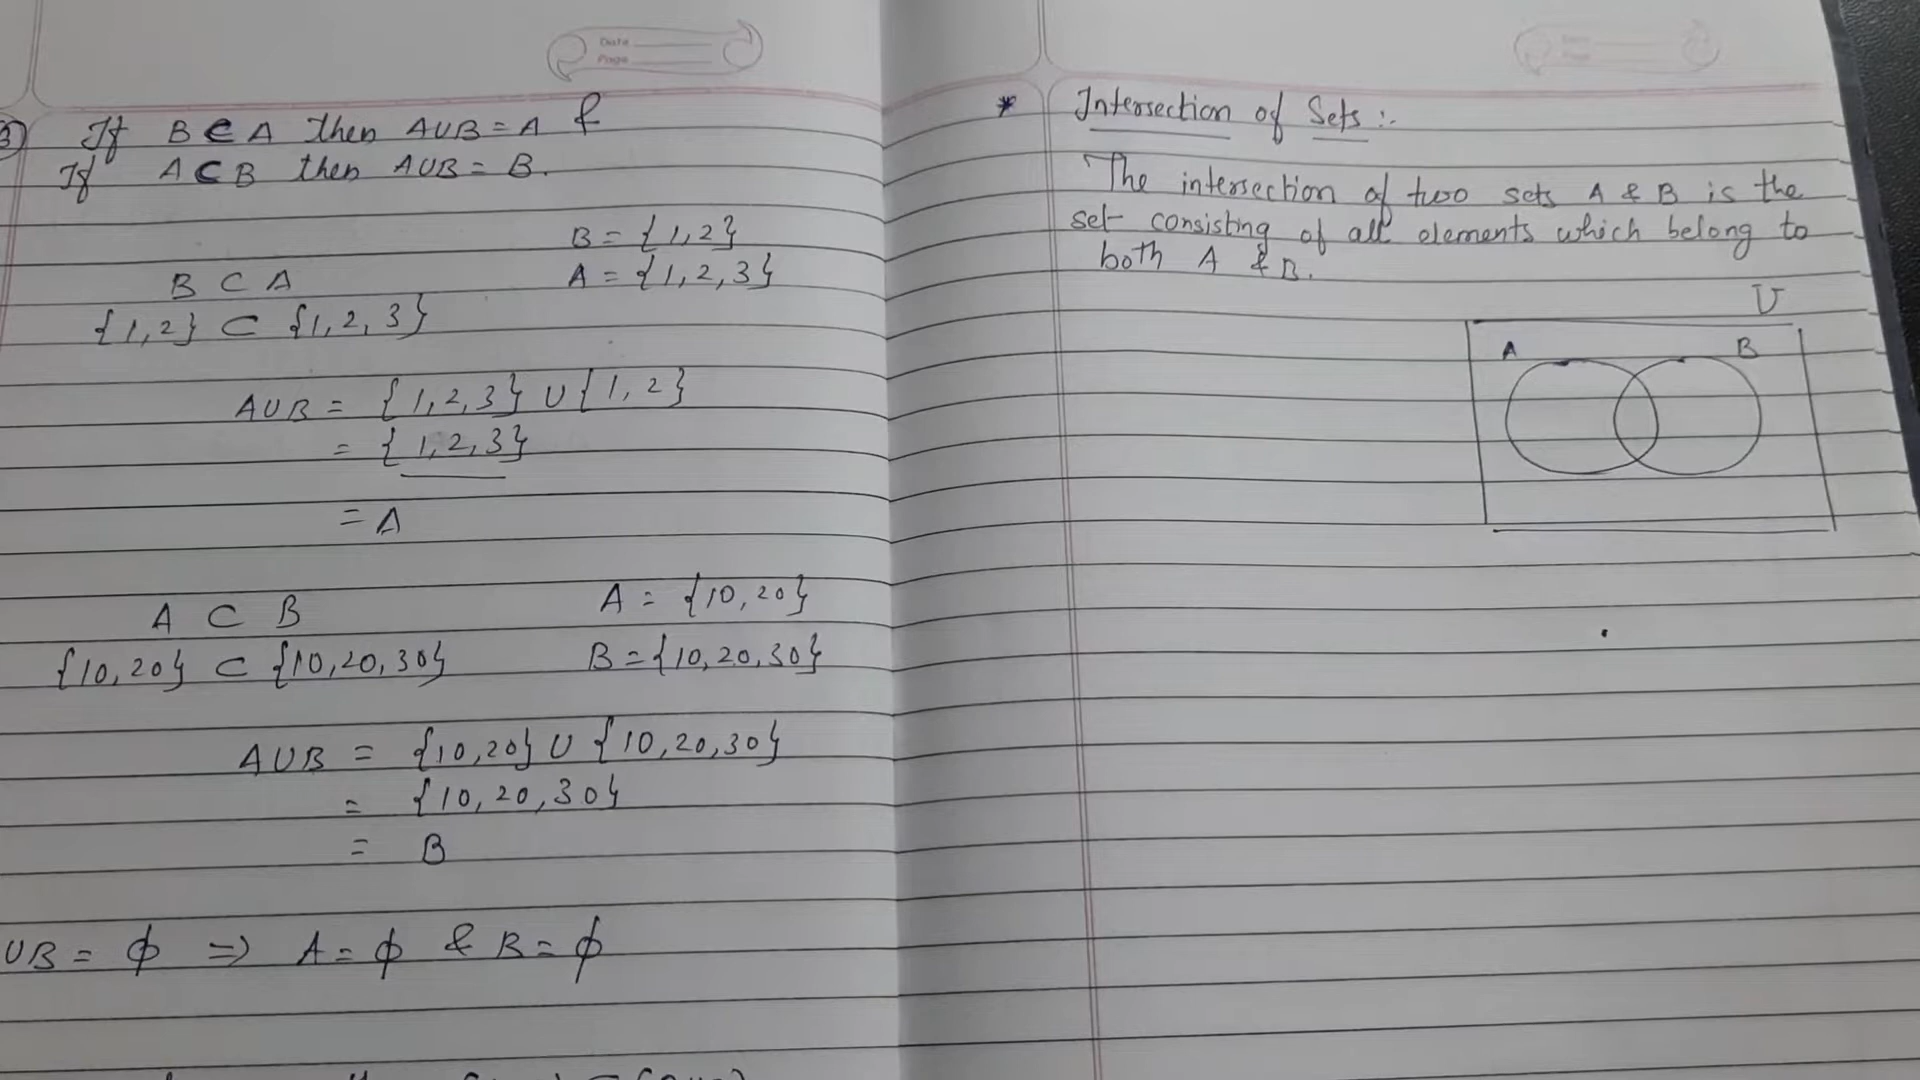 Date
Page
3) If B ⊂ A then A∪B = A &
If A ⊂ B then A∪B = B.
B = {1,2}
B ⊂ A A = {1,2,3}
{1,2} ⊂ {1,2,3}
A∪B = {1,2,3} ∪ {1,2}
= {1,2,3}
= A
A ⊂ B A = {10,20}
{10,20} ⊂ {10,20,30} B = {10,20,30}
A∪B = {10,20} ∪ {10,20,30}
= {10,20,30}
= B
∪B = ϕ ⇒ A = ϕ & B = ϕ
* Intersection of Sets :-
The intersection of two sets A & B is the
set consisting of all elements which belong to
both A & B.
U
A B